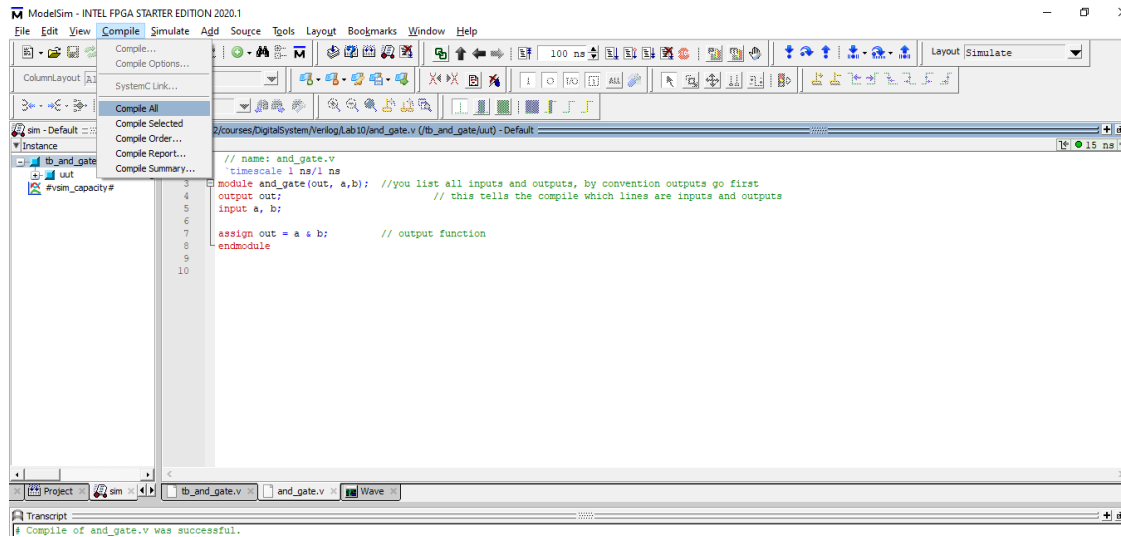 ModelSim - INTEL FPGA STARTER EDITION 2020.1
File Edit View Compile Simulate Add Source Tools Layout Bookmarks Window Help
Compile...
Compile Options...
SystemC Link...
Compile All
Compile Selected
Compile Order...
Compile Report...
Compile Summary...
100 ns
Layout Simulate
ColumnLayout
sim - Default
2/courses/DigitalSystem/Verilog/Lab10/and_gate.v (/tb_and_gate/uut) - Default
Instance
15 ns
tb_and_gate
uut
#vsim_capacity#
// name: and_gate.v
`timescale 1 ns/1 ns
3 module and_gate(out, a,b); //you list all inputs and outputs, by convention outputs go first
4 output out; // this tells the compile which lines are inputs and outputs
5 input a, b;
6
7 assign out = a & b; // output function
8 endmodule
9
10
Project sim tb_and_gate.v and_gate.v Wave
Transcript
# Compile of and_gate.v was successful.